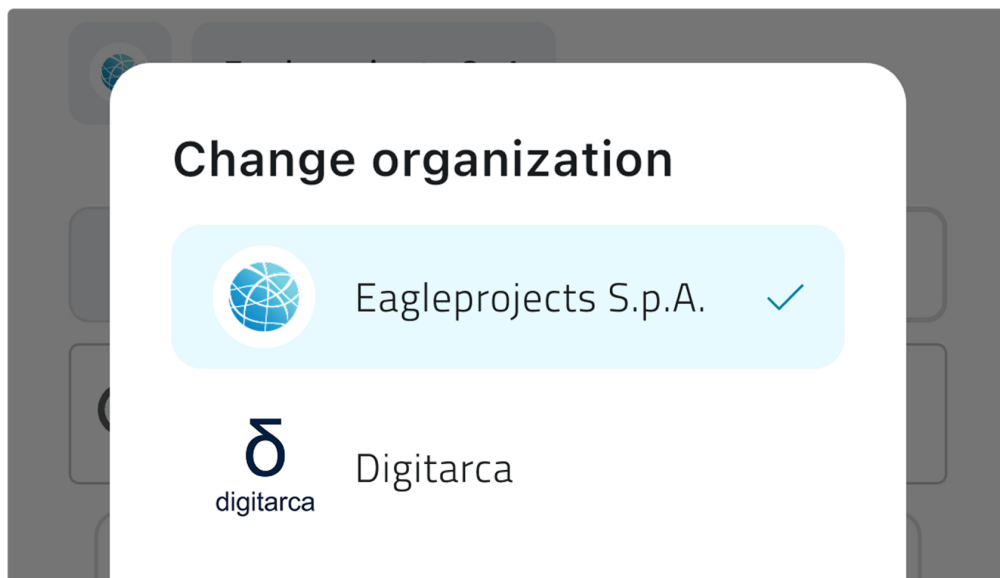 Change organization
Eagleprojects S.p.A.
δ
digitarca
Digitarca